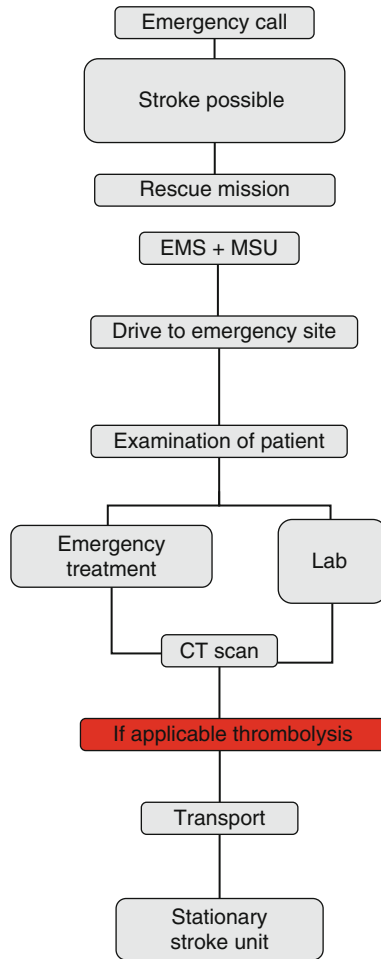 Emergency call
Stroke possible
Rescue mission
EMS + MSU
Drive to emergency site
Examination of patient
Emergency
treatment
Lab
CT scan
If applicable thrombolysis
Transport
Stationary
stroke unit